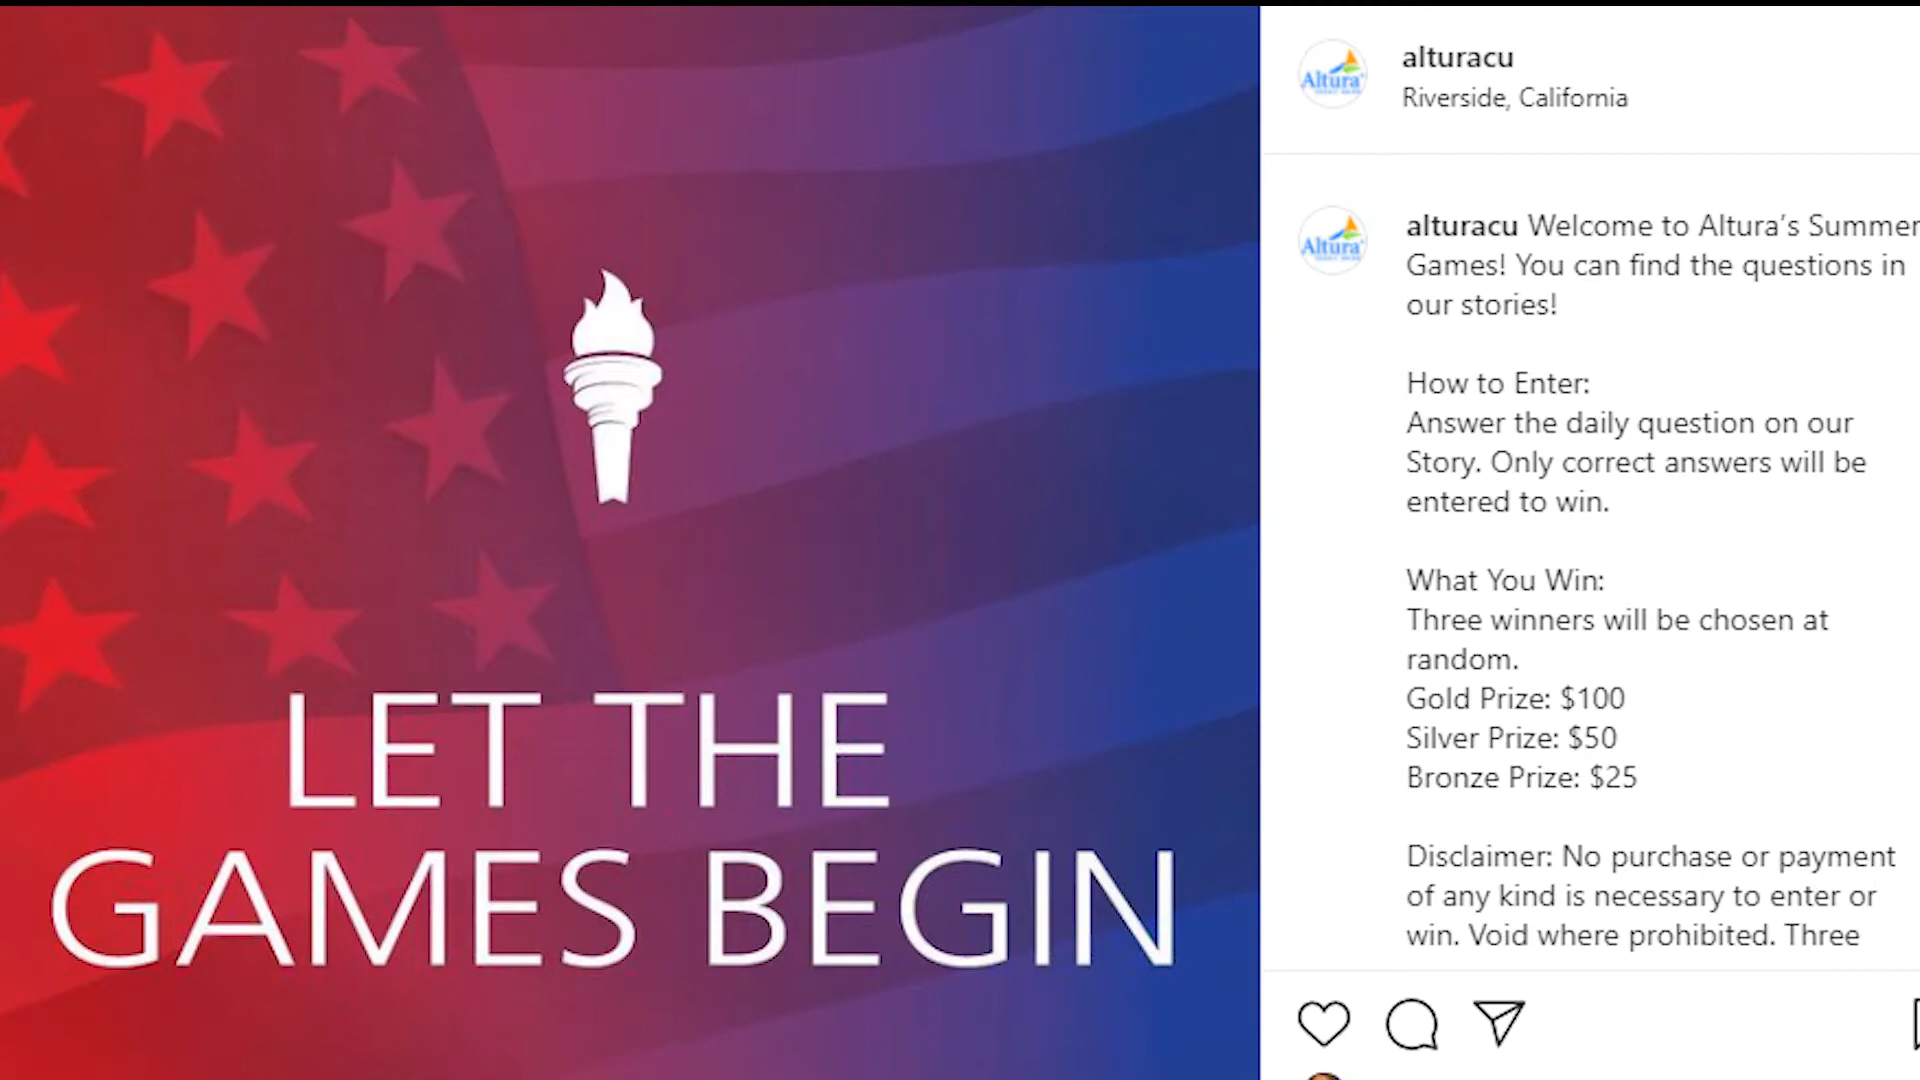 LET THE
GAMES BEGIN
Altura
alturacu
Riverside, California
Altura
alturacu Welcome to Altura’s Summer
Games! You can find the questions in
our stories!
How to Enter:
Answer the daily question on our
Story. Only correct answers will be
entered to win.
What You Win:
Three winners will be chosen at
random.
Gold Prize: $100
Silver Prize: $50
Bronze Prize: $25
Disclaimer: No purchase or payment
of any kind is necessary to enter or
win. Void where prohibited. Three